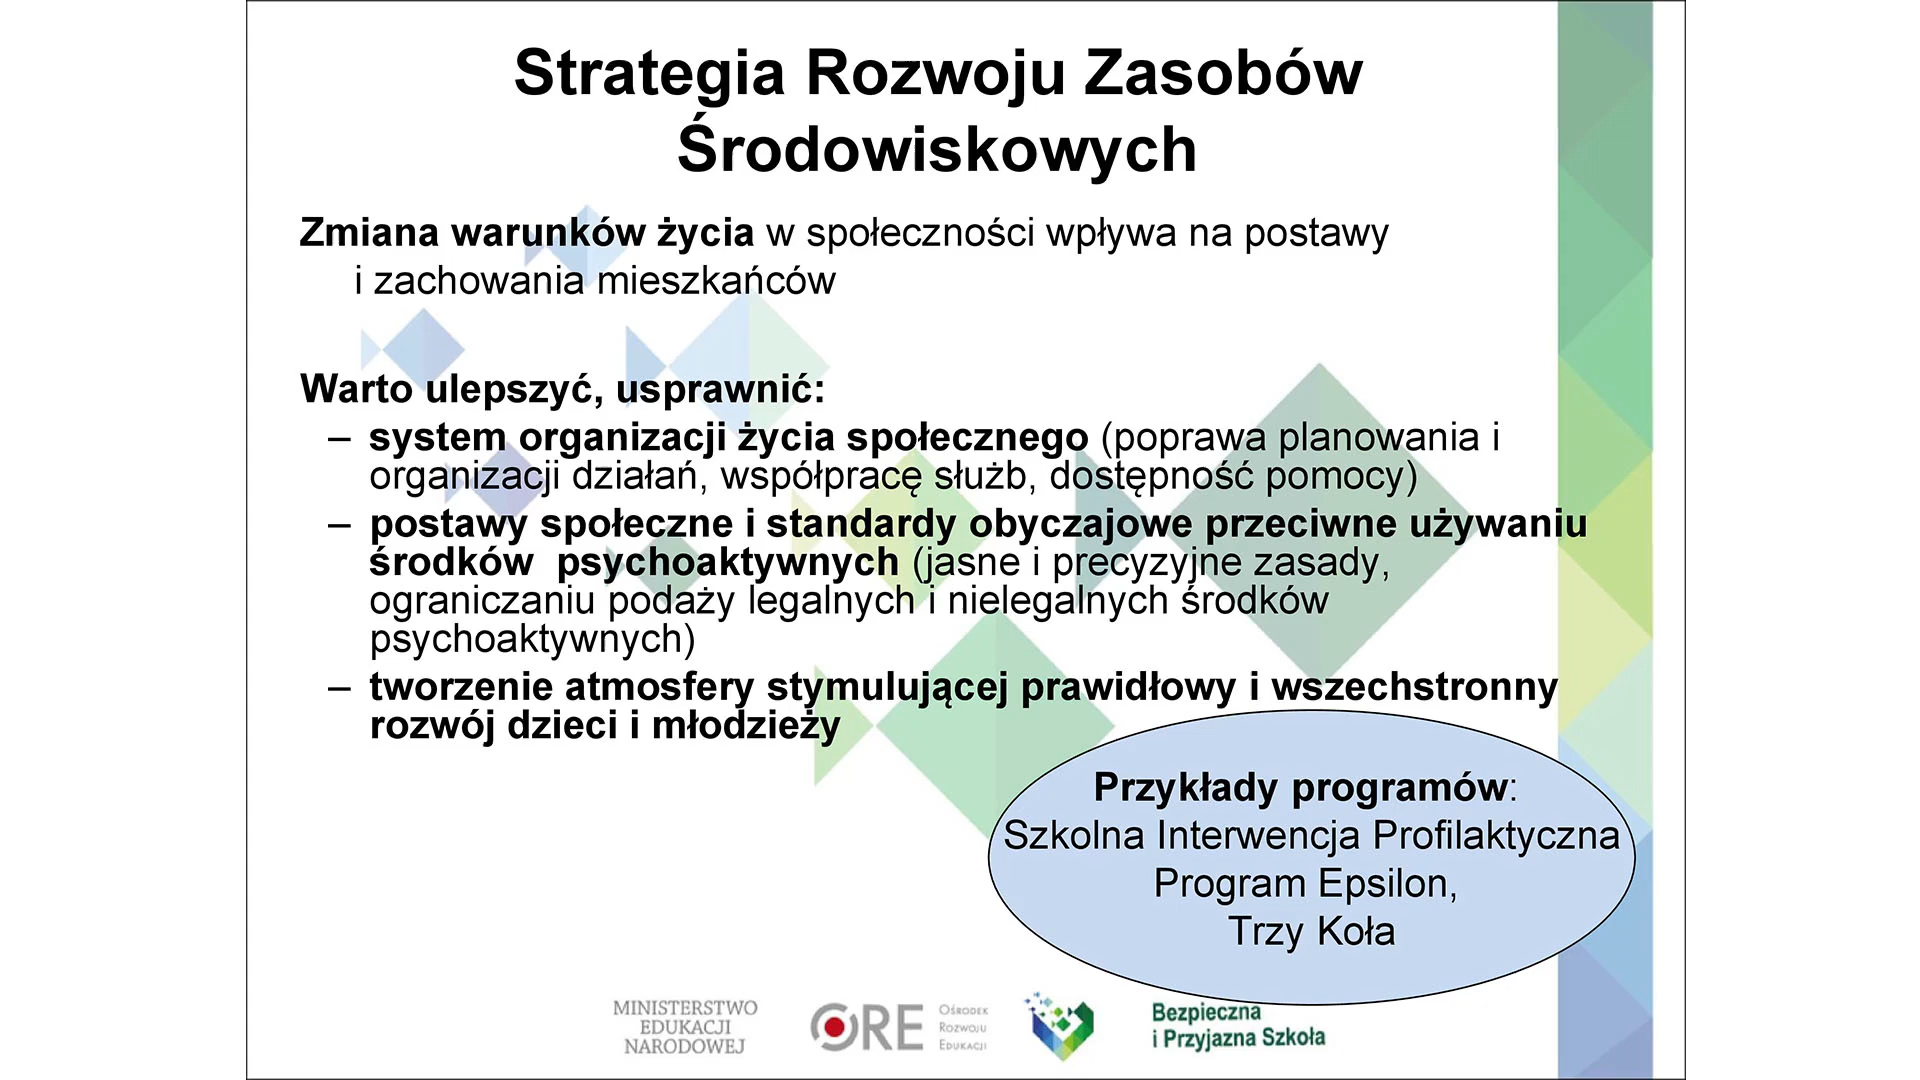 Strategia Rozwoju Zasobów
Środowiskowych
Zmiana warunków życia w społeczności wpływa na postawy
i zachowania mieszkańców
Warto ulepszyć, usprawnić:
– system organizacji życia społecznego (poprawa planowania i
organizacji działań, współpracę służb, dostępność pomocy)
– postawy społeczne i standardy obyczajowe przeciwne używaniu
środków  psychoaktywnych (jasne i precyzyjne zasady,
ograniczaniu podaży legalnych i nielegalnych środków
psychoaktywnych)
– tworzenie atmosfery stymulującej prawidłowy i wszechstronny
rozwój dzieci i młodzieży
Przykłady programów:
Szkolna Interwencja Profilaktyczna
Program Epsilon,
Trzy Koła
MINISTERSTWO
EDUKACJI
NARODOWEJ
ORE
OŚRODEK
ROZWOJU
EDUKACJI
Bezpieczna
i Przyjazna Szkoła